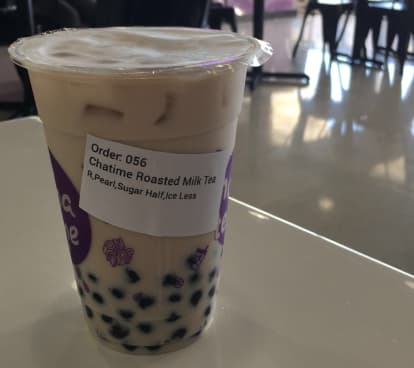 Order: 056
Chatime Roasted Milk Tea
R,Pearl,Sugar Half,Ice Less